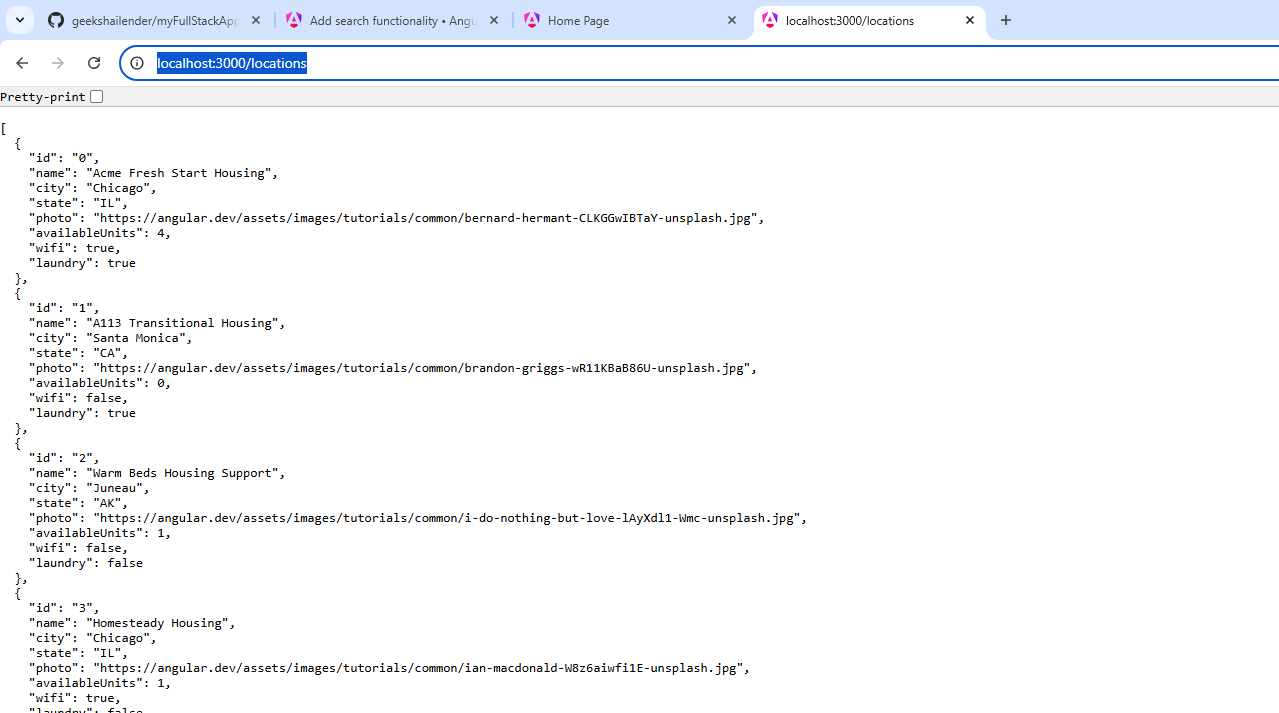 geekshailender/myFullStackApp
Add search functionality • Angu
Home Page
localhost:3000/locations
localhost:3000/locations
Pretty-print
[
  {
    "id": "0",
    "name": "Acme Fresh Start Housing",
    "city": "Chicago",
    "state": "IL",
    "photo": "https://angular.dev/assets/images/tutorials/common/bernard-hermant-CLKGGwIBTaY-unsplash.jpg",
    "availableUnits": 4,
    "wifi": true,
    "laundry": true
  },
  {
    "id": "1",
    "name": "A113 Transitional Housing",
    "city": "Santa Monica",
    "state": "CA",
    "photo": "https://angular.dev/assets/images/tutorials/common/brandon-griggs-wR11KBaB86U-unsplash.jpg",
    "availableUnits": 0,
    "wifi": false,
    "laundry": true
  },
  {
    "id": "2",
    "name": "Warm Beds Housing Support",
    "city": "Juneau",
    "state": "AK",
    "photo": "https://angular.dev/assets/images/tutorials/common/i-do-nothing-but-love-lAyXdl1-Wmc-unsplash.jpg",
    "availableUnits": 1,
    "wifi": false,
    "laundry": false
  },
  {
    "id": "3",
    "name": "Homesteady Housing",
    "city": "Chicago",
    "state": "IL",
    "photo": "https://angular.dev/assets/images/tutorials/common/ian-macdonald-W8z6aiwfi1E-unsplash.jpg",
    "availableUnits": 1,
    "wifi": true,
    "laundry": false